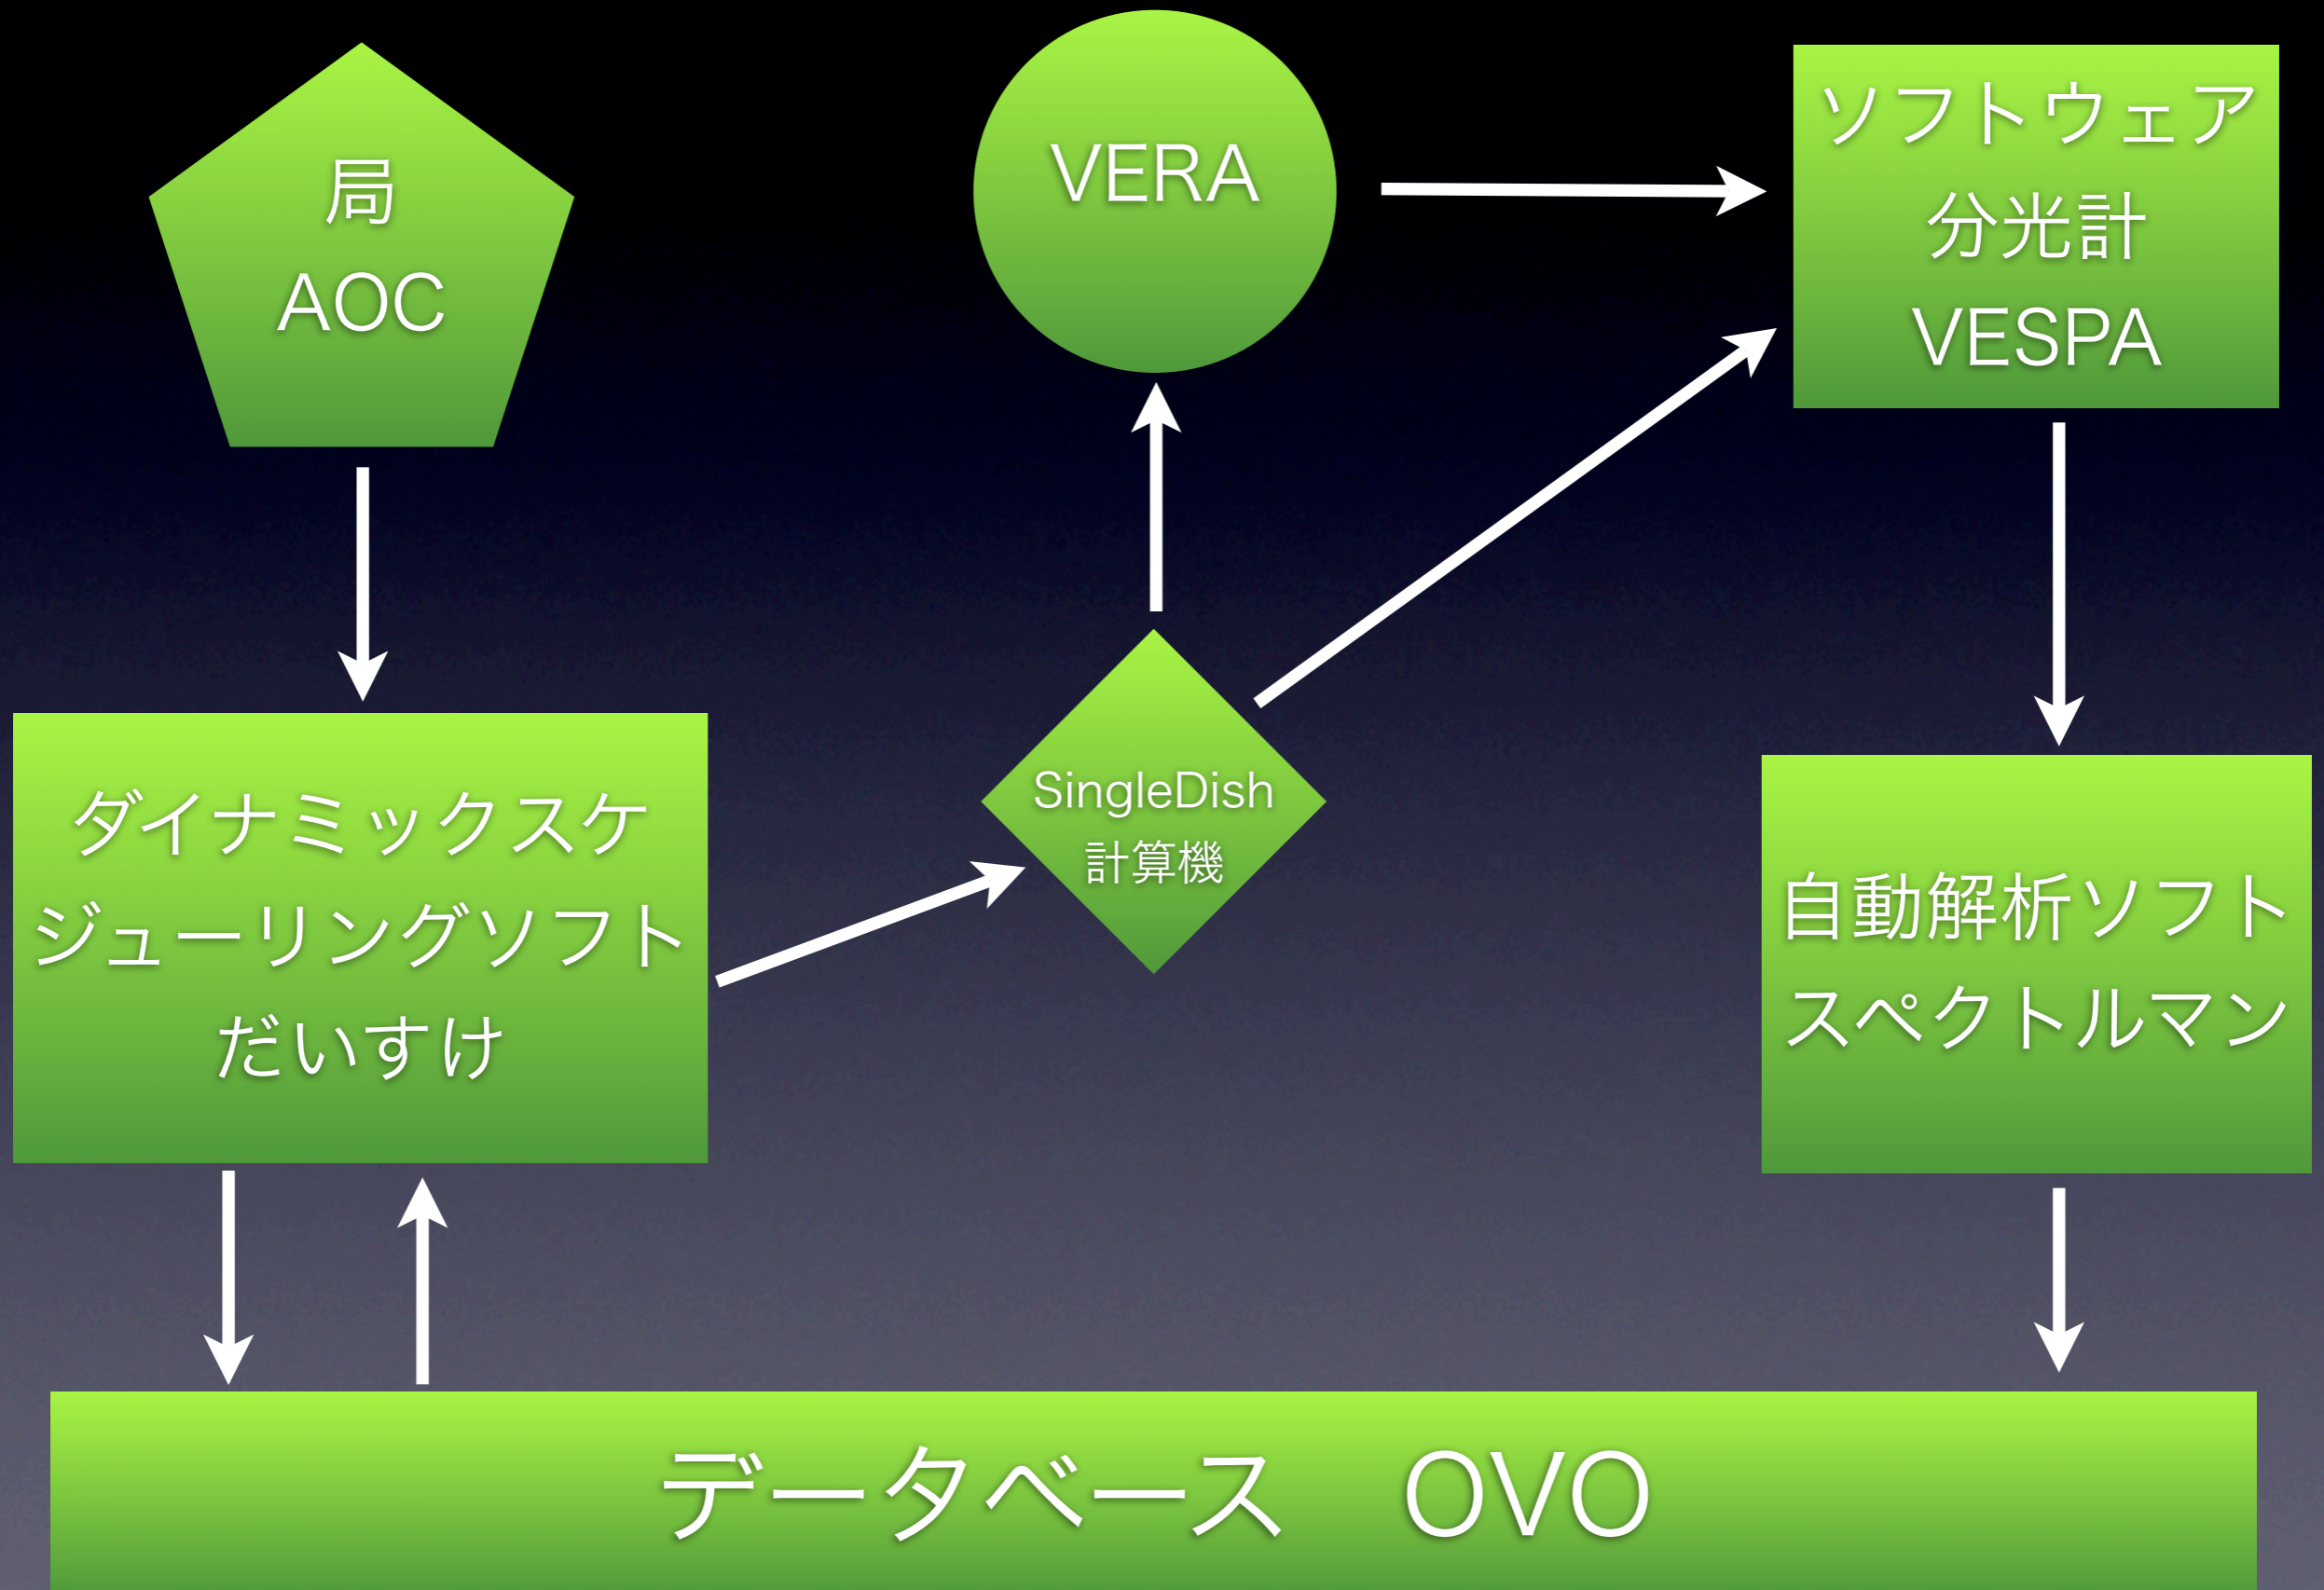 局
AOC
VERA
ソフトウェア
分光計
VESPA
ダイナミックスケ
ジューリングソフト
だいすけ
SingleDish
計算機
自動解析ソフト
スペクトルマン
データベース　OVO